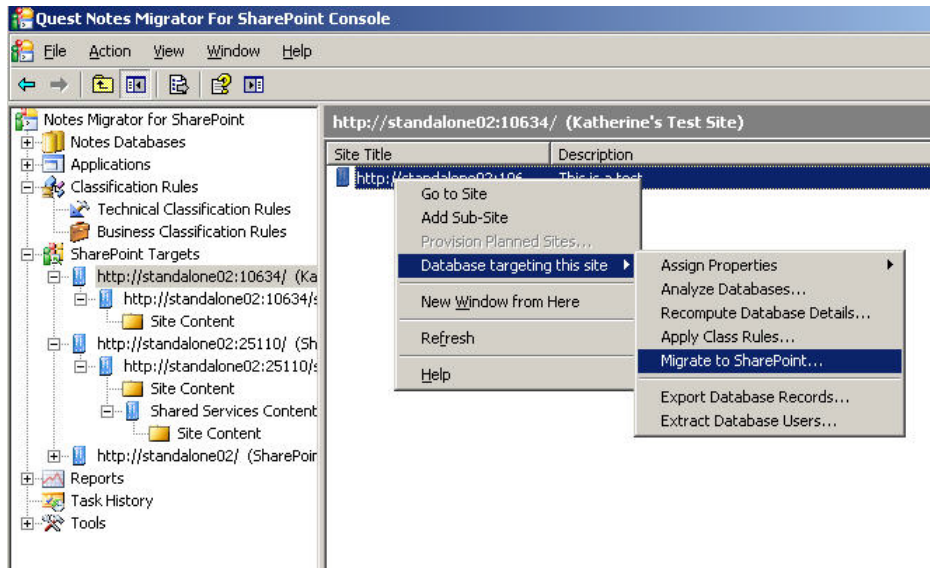 Quest Notes Migrator For SharePoint Console
File Action View Window Help
Notes Migrator for SharePoint
Notes Databases
Applications
Classification Rules
Technical Classification Rules
Business Classification Rules
SharePoint Targets
http://standalone02:10634/ (Ka
http://standalone02:10634/s
Site Content
http://standalone02:25110/ (Sh
http://standalone02:25110/s
Site Content
Shared Services Content
Site Content
http://standalone02/ (SharePoir
Reports
Task History
Tools
http://standalone02:10634/ (Katherine's Test Site)
Site Title Description
http://standalone02:106... This is a test
Go to Site
Add Sub-Site
Provision Planned Sites...
Database targeting this site
New Window from Here
Refresh
Help
Assign Properties
Analyze Databases...
Recompute Database Details...
Apply Class Rules...
Migrate to SharePoint...
Export Database Records...
Extract Database Users...